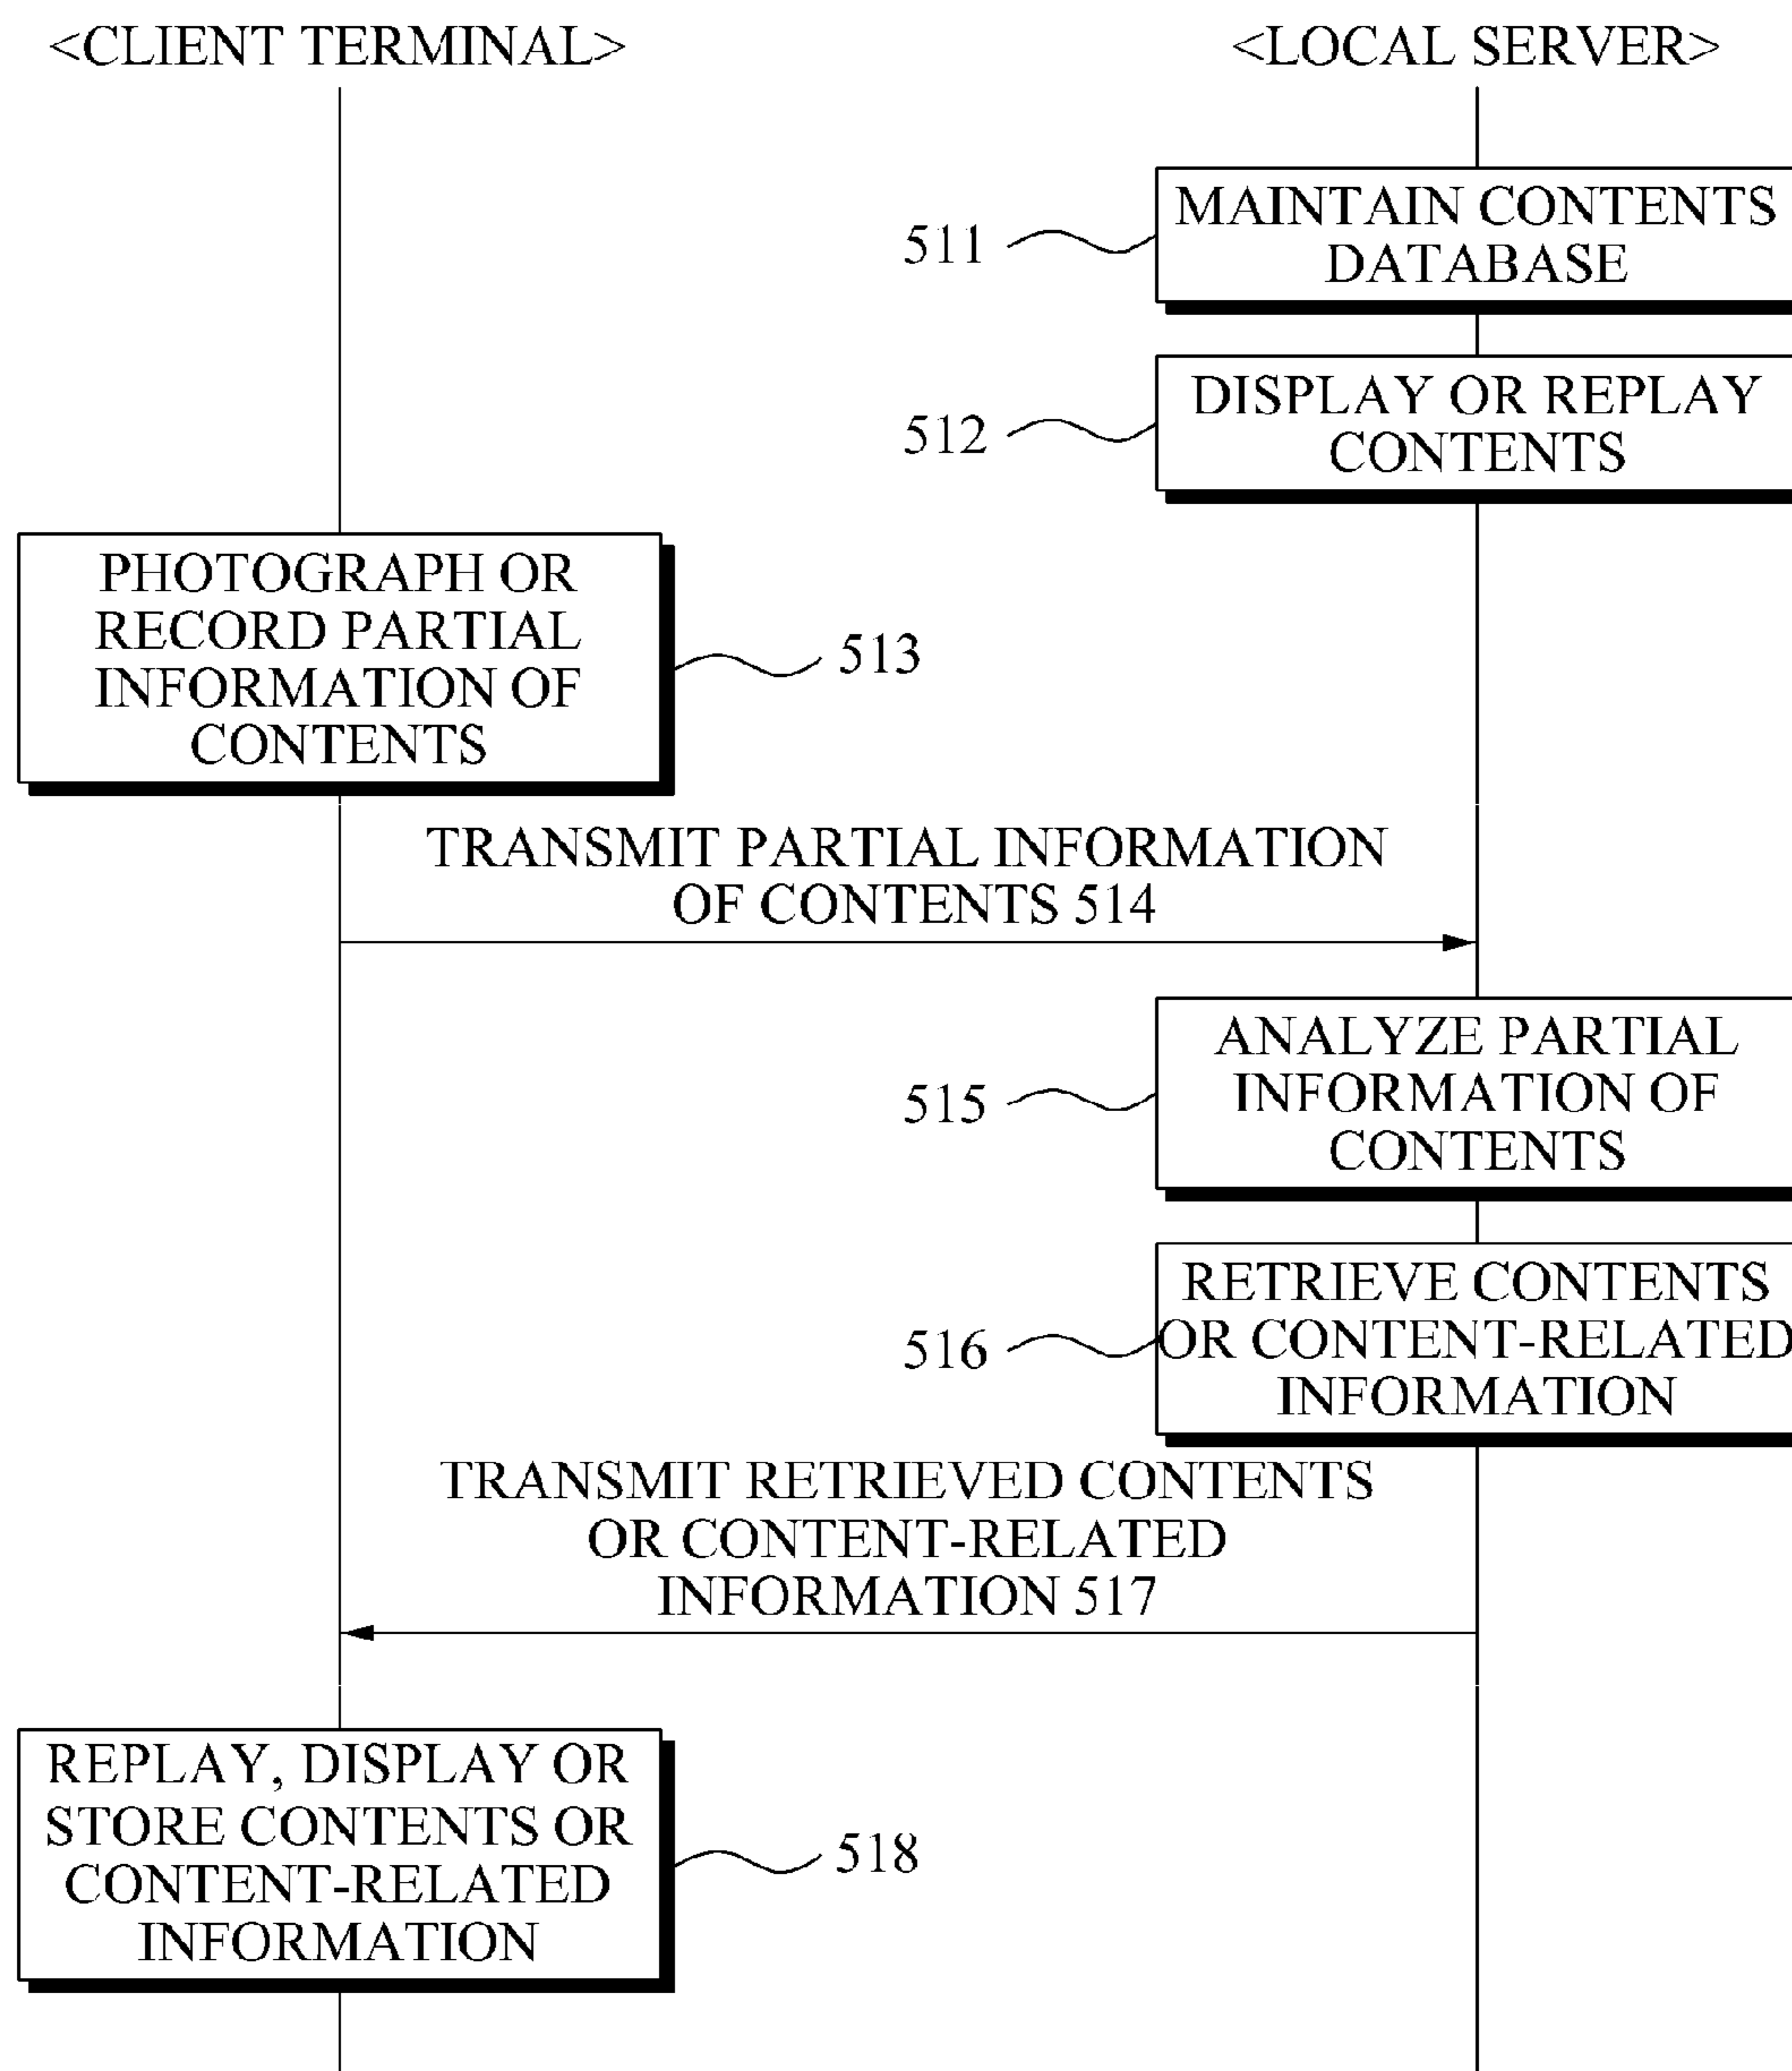 <CLIENT TERMINAL>
<LOCAL SERVER>
MAINTAIN CONTENTS
DATABASE
511
DISPLAY OR REPLAY
CONTENTS
512
PHOTOGRAPH OR
RECORD PARTIAL
INFORMATION OF
CONTENTS
513
TRANSMIT PARTIAL INFORMATION
OF CONTENTS 514
ANALYZE PARTIAL
INFORMATION OF
CONTENTS
515
RETRIEVE CONTENTS
OR CONTENT-RELATED
INFORMATION
516
TRANSMIT RETRIEVED CONTENTS
OR CONTENT-RELATED
INFORMATION 517
REPLAY, DISPLAY OR
STORE CONTENTS OR
CONTENT-RELATED
INFORMATION
518